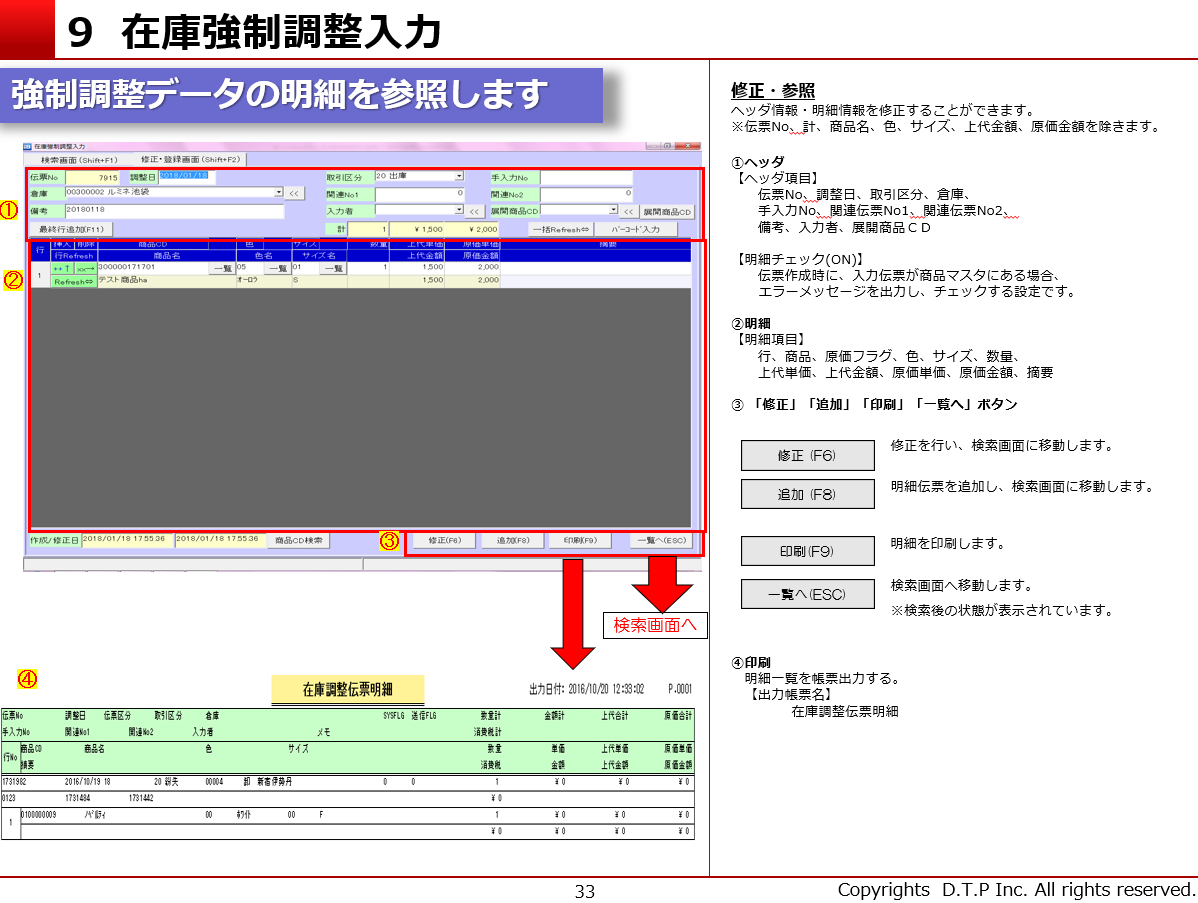 9 在庫強制調整入力
強制調整データの明細を参照します
在庫強制調整入力
検索画面(Shift+F1) 修正・登録画面(Shift+F2)
伝票No 7915 調整日 2018/01/18 取引区分 20 出庫 手入力No
① 倉庫 00300002 ルミネ池袋 << 関連No1 0 関連No2 0
備考 20180118 入力者 << 展開商品CD << 展開商品CD
最終行追加(F11) 計 1 ¥ 1,500 ¥ 2,000 一括Refresh⇔ バーコード入力
行 挿入 削除 商品CD 色 サイズ 数量 上代単価 原価単価 摘要
行Refresh 商品名 色名 サイズ名 上代金額 原価金額
② 1 ++↑ >>→ 300000171701 一覧 05 一覧 01 一覧 1 1,500 2,000
Refresh⇔ テスト商品ha オーロラ S 1,500 2,000
作成/修正日 2018/01/18 17:55:36 2018/01/18 17:55:36 商品CD検索 ③ 修正(F6) 追加(F8) 印刷(F9) 一覧へ(ESC)
検索画面へ
④
在庫調整伝票明細 出力日付: 2016/10/20 12:33:02 P.0001
伝票No 調整日 伝票区分 取引区分 倉庫 SYSFLG 送信FLG 数量計 金額計 上代合計 原価合計
手入力No 関連No1 関連No2 入力者 メモ 消費税計
行No 商品CD 商品名 色 サイズ 数量 単価 上代単価 原価単価
摘要 消費税 金額 上代金額 原価金額
1731982 2016/10/19 18 20 紛失 00004 卸 新宿伊勢丹 0 0 1 ¥ 0 ¥ 0 ¥ 0
0123 1731484 1731442 ¥ 0
1 0100000009 ノベルティ 00 ホワイト 00 F 1 ¥ 0 ¥ 0 ¥ 0
¥ 0 ¥ 0 ¥ 0 ¥ 0
修正・参照
ヘッダ情報・明細情報を修正することができます。
※伝票No、計、商品名、色、サイズ、上代金額、原価金額を除きます。
①ヘッダ
【ヘッダ項目】
伝票No、調整日、取引区分、倉庫、
手入力No、関連伝票No1、関連伝票No2、
備考、入力者、展開商品ＣＤ
【明細チェック(ON)】
伝票作成時に、入力伝票が商品マスタにある場合、
エラーメッセージを出力し、チェックする設定です。
②明細
【明細項目】
行、商品、原価フラグ、色、サイズ、数量、
上代単価、上代金額、原価単価、原価金額、摘要
③ 「修正」「追加」「印刷」「一覧へ」ボタン
修正 (F6) 修正を行い、検索画面に移動します。
追加 (F8) 明細伝票を追加し、検索画面に移動します。
印刷(F9) 明細を印刷します。
一覧へ(ESC) 検索画面へ移動します。
※検索後の状態が表示されています。
④印刷
明細一覧を帳票出力する。
【出力帳票名】
在庫調整伝票明細
33
Copyrights D.T.P Inc. All rights reserved.